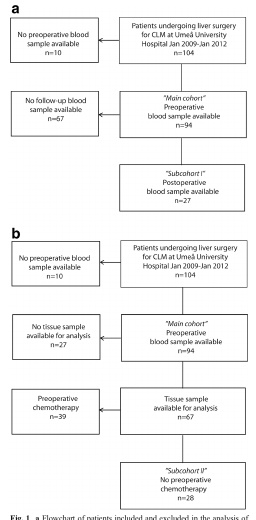 a
No preoperative blood
sample available
n=10
Patients undergoing liver surgery
for CLM at Umeå University
Hospital Jan 2009-Jan 2012
n=104
No follow-up blood
sample available
n=67
"Main cohort"
Preoperative
blood sample available
n=94
"Subcohort I"
Postoperative
blood sample available
n=27
b
No preoperative blood
sample available
n=10
Patients undergoing liver surgery
for CLM at Umeå University
Hospital Jan 2009-Jan 2012
n=104
No tissue sample
available for analysis
n=27
"Main cohort"
Preoperative
blood sample available
n=94
Preoperative
chemotherapy
n=39
Tissue sample
available for analysis
n=67
"Subcohort II"
No preoperative
chemotherapy
n=28
Fig. 1 a Flowchart of patients included and excluded in the analysis of